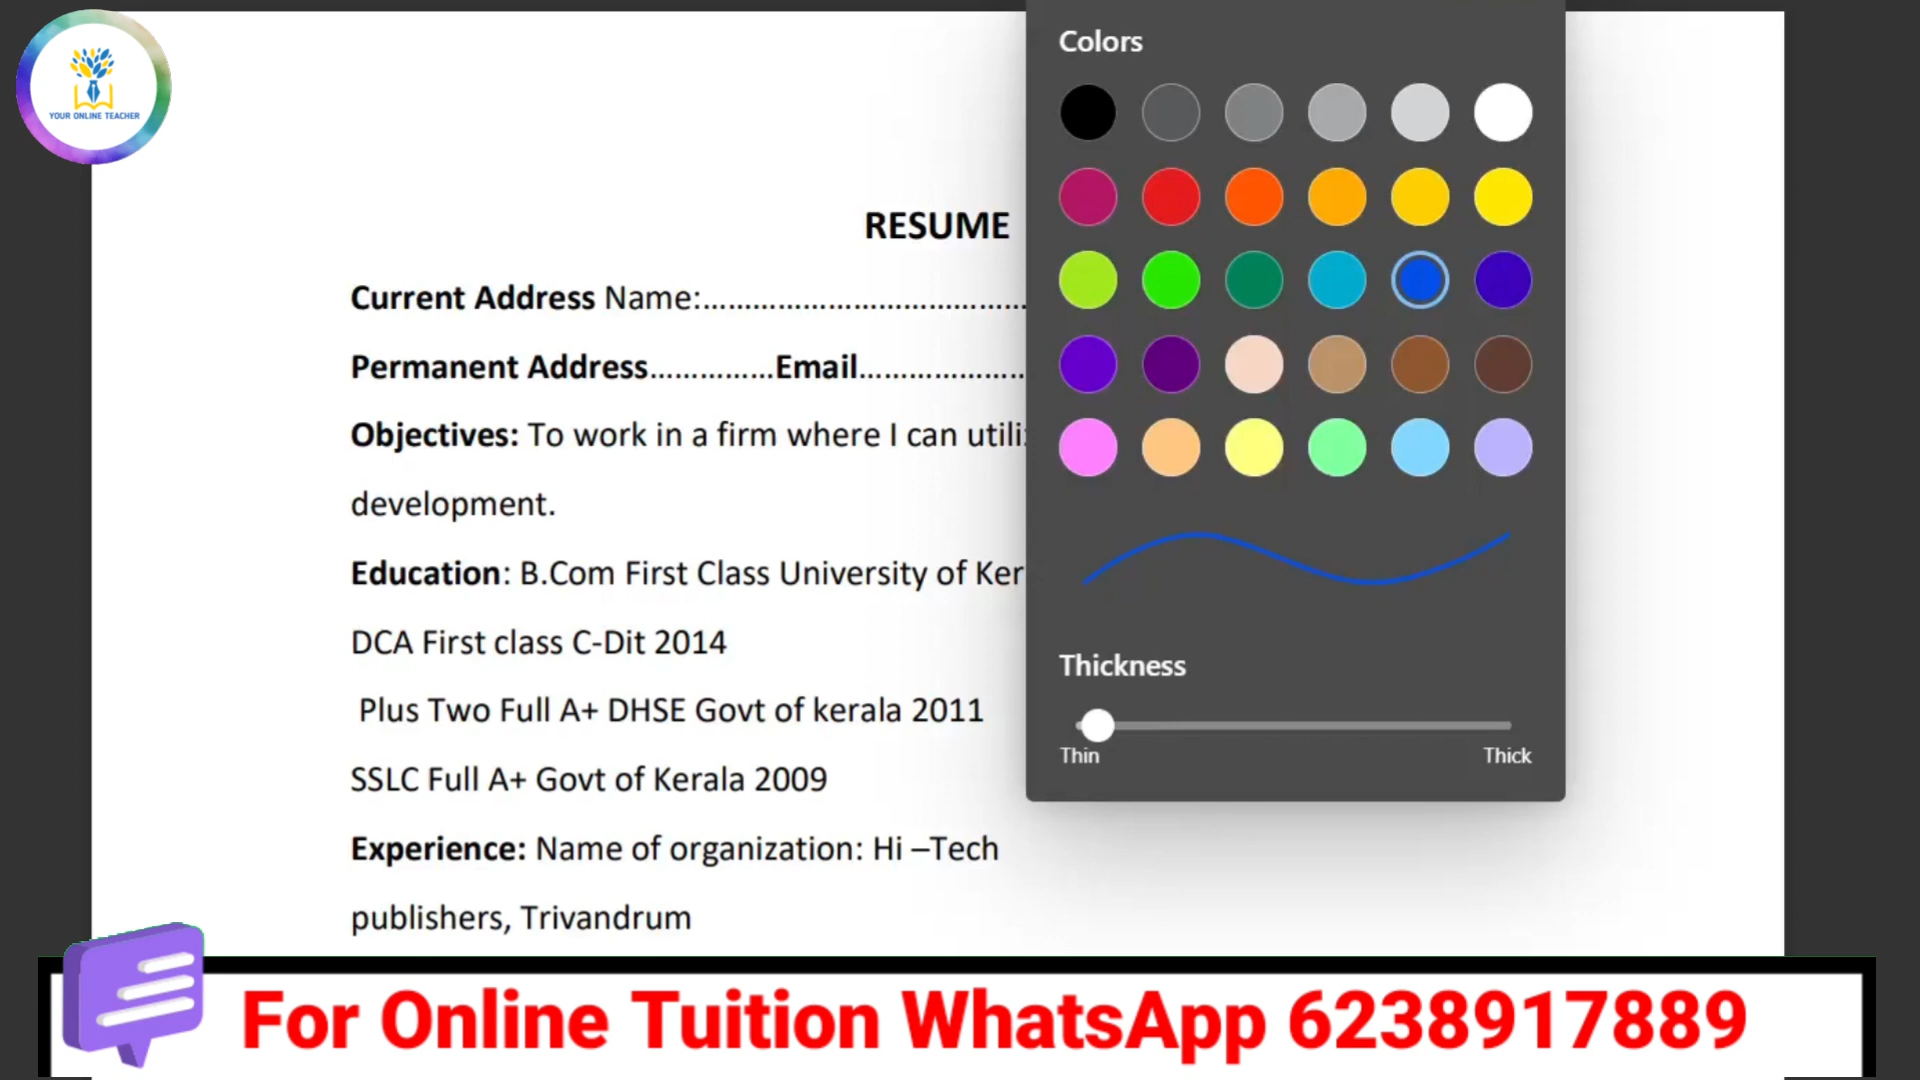 YOUR ONLINE TEACHER
RESUME
Current Address Name:.......................................
Permanent Address..............Email....................
Objectives: To work in a firm where I can
development.
Education: B.Com First Class University of
DCA First class C-Dit 2014
Plus Two Full A+ DHSE Govt of kerala 2011
SSLC Full A+ Govt of Kerala 2009
Experience: Name of organization: Hi –Tech
publishers, Trivandrum
Colors
Thickness
Thin Thick
For Online Tuition WhatsApp 6238917889